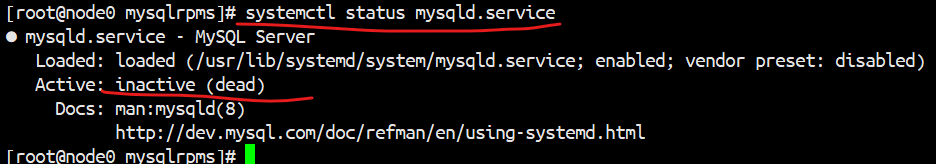 [root@node0 mysqlrpms]# systemctl status mysqld.service
● mysqld.service - MySQL Server
Loaded: loaded (/usr/lib/systemd/system/mysqld.service; enabled; vendor preset: disabled)
Active: inactive (dead)
Docs: man:mysqld(8)
http://dev.mysql.com/doc/refman/en/using-systemd.html
[root@node0 mysqlrpms]#